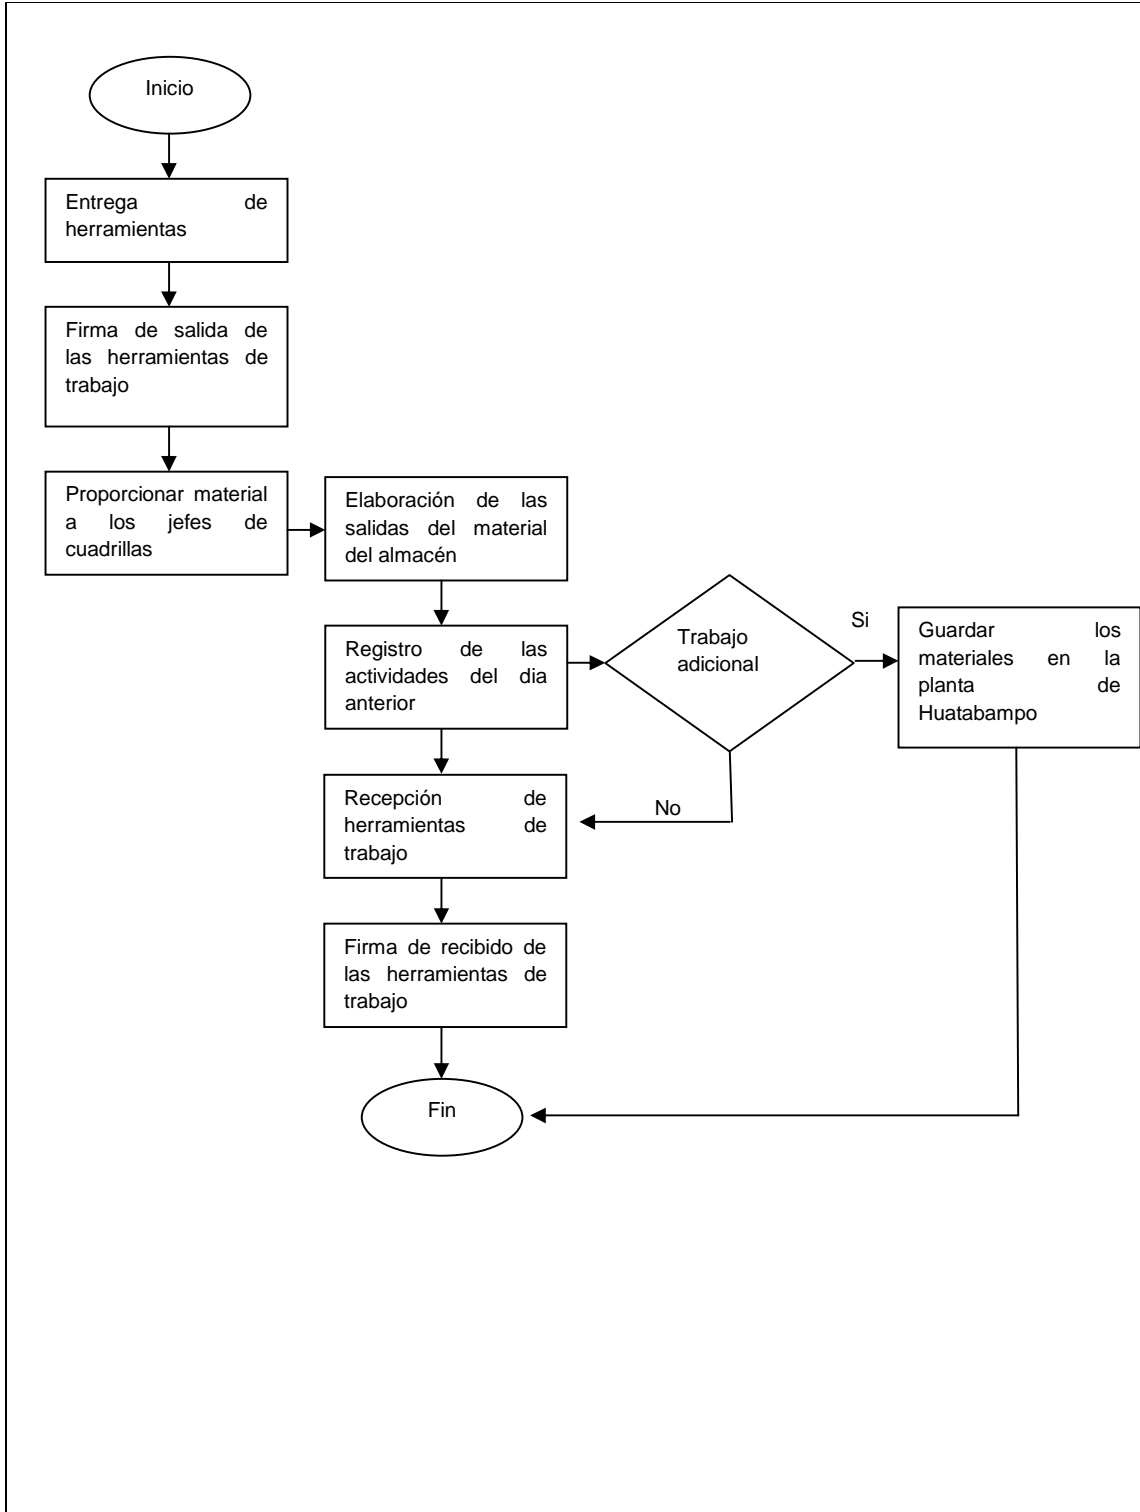 Inicio
Entrega de
herramientas
Firma de salida de
las herramientas de
trabajo
Proporcionar material
a los jefes de
cuadrillas
Elaboración de las
salidas del material
del almacén
Registro de las
actividades del dia
anterior
Trabajo
adicional
Si
Guardar los
materiales en la
planta de
Huatabampo
No
Recepción de
herramientas de
trabajo
Firma de recibido de
las herramientas de
trabajo
Fin